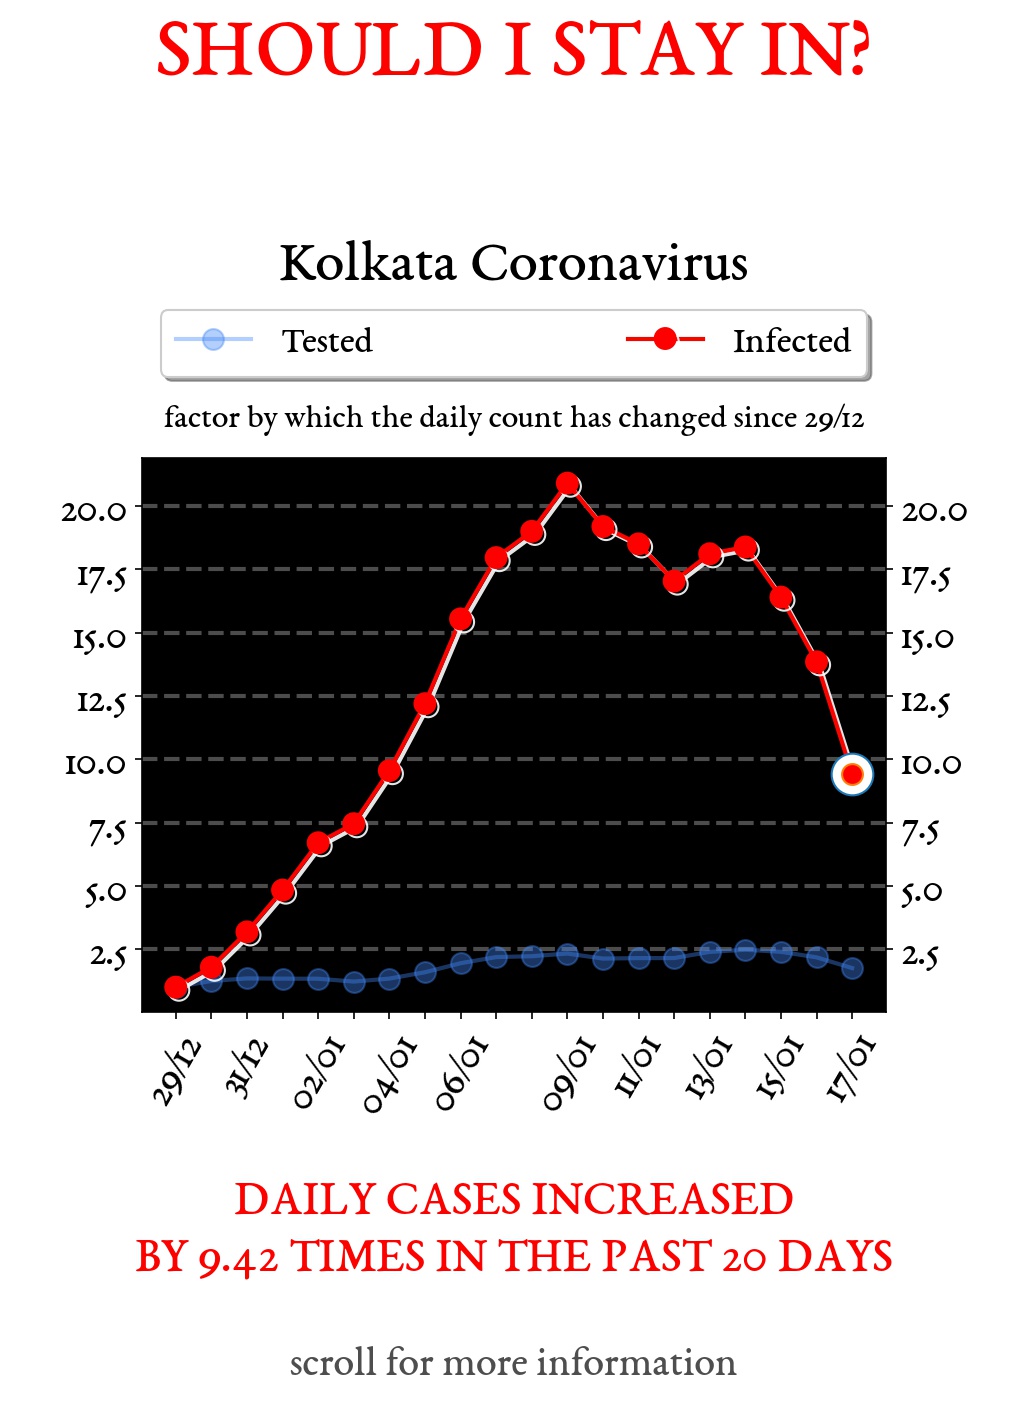 SHOULD I STAY IN?
Kolkata Coronavirus
Tested Infected
factor by which the daily count has changed since 29/12
20.0 20.0
17.5 17.5
15.0 15.0
12.5 12.5
10.0 10.0
7.5 7.5
5.0 5.0
2.5 2.5
29/12 31/12 02/01 04/01 06/01 09/01 11/01 13/01 15/01 17/01
DAILY CASES INCREASED
BY 9.42 TIMES IN THE PAST 20 DAYS
scroll for more information